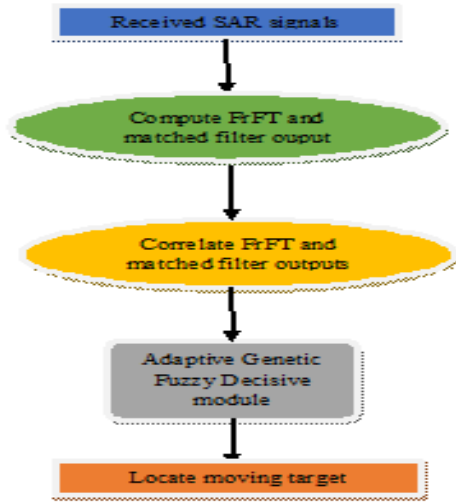 Received SAR signals
Compute FrFT and
matched filter ouput
Correlate FrFT and
matched filter outputs
Adaptive Genetic
Fuzzy Decisive
module
Locate moving target